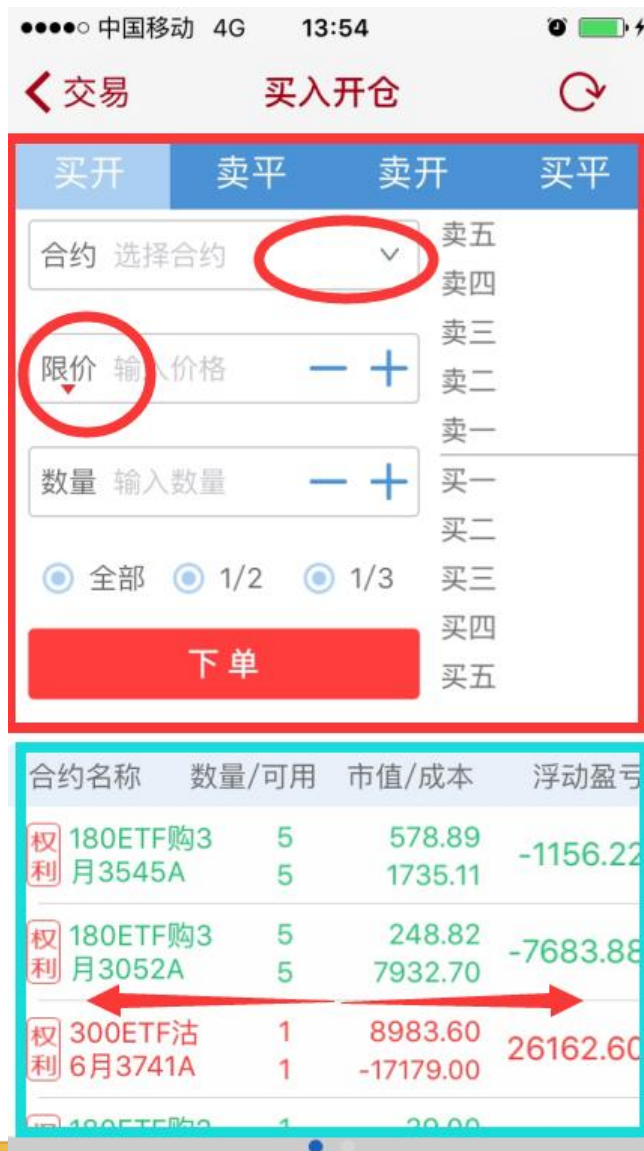 中国移动 4G 13:54
交易 买入开仓
买开 卖平 卖开 买平
合约 选择合约
限价 输入价格
数量 输入数量
全部 1/2 1/3
下单
卖五
卖四
卖三
卖二
卖一
买一
买二
买三
买四
买五
合约名称 数量/可用 市值/成本 浮动盈亏
权利 180ETF购3 5 578.89 -1156.22
月3545A 5 1735.11
权利 180ETF购3 5 248.82 -7683.88
月3052A 5 7932.70
权利 300ETF沽 1 8983.60 26162.60
6月3741A 1 -17179.00